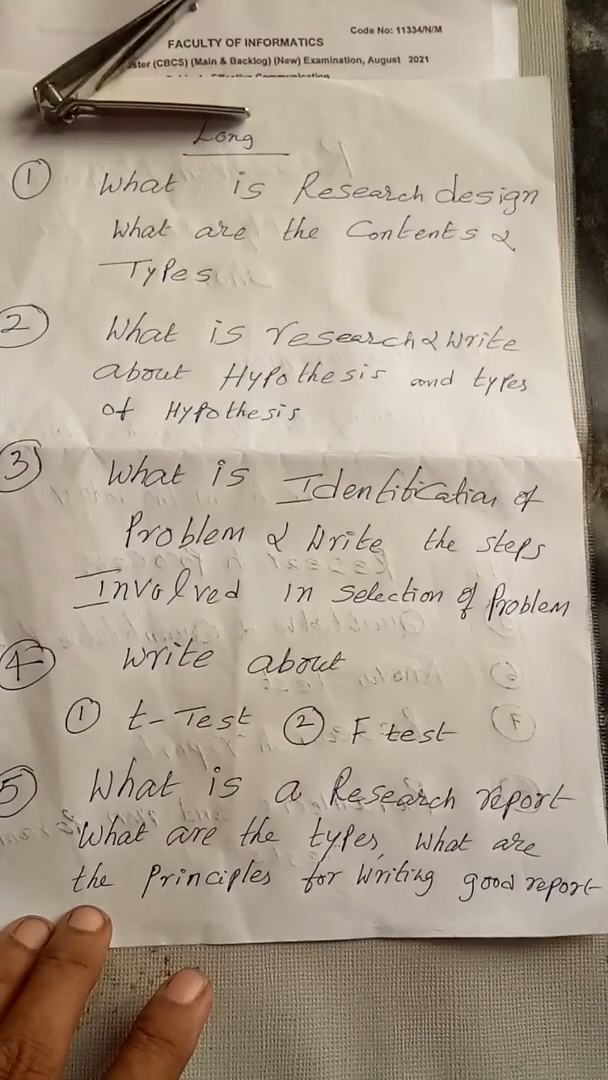 Code No: 11334/N/M
FACULTY OF INFORMATICS
ster (CBCS) (Main & Backlog) (New) Examination, August 2021
Long
① What is Research design
What are the Contents &
Types
② What is research & Write
about Hypothesis and types
of Hypothesis
③ What is Identification of
Problem & Write the steps
Involved in Selection of Problem
④ Write about
① t-Test ② F test
⑤ What is a Research report
What are the types, What are
the Principles for Writing good report